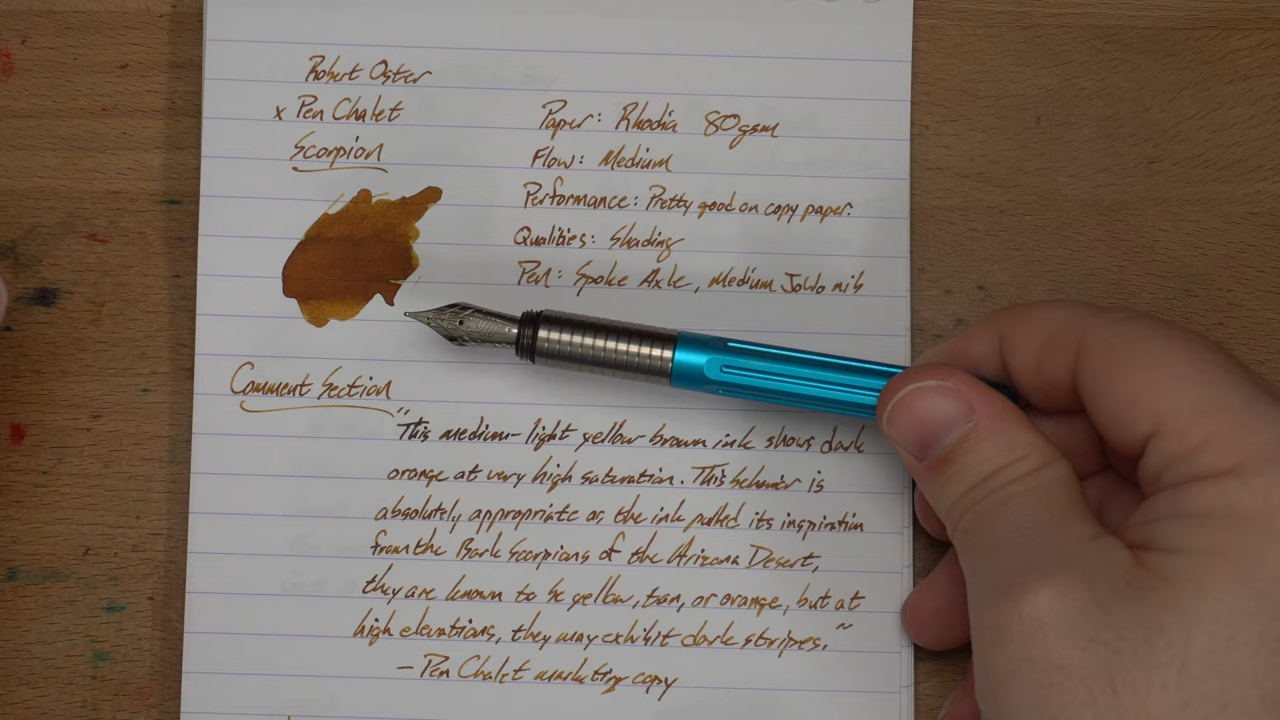 Robert Oster
x Pen Chalet
Scorpion
Paper: Rhodia 80gsm
Flow: Medium
Performance: Pretty good on copy paper.
Qualities: Shading
Pen: Spoke Axle, Medium JoWo nib
Comment Section
"This medium-light yellow-brown ink shows dark
orange at very high saturation. This behavior is
absolutely appropriate as the ink pulled its inspiration
from the Bark Scorpions of the Arizona Desert,
they are known to be yellow, tan, or orange, but at
high elevations, they may exhibit dark stripes."
- Pen Chalet marketing copy